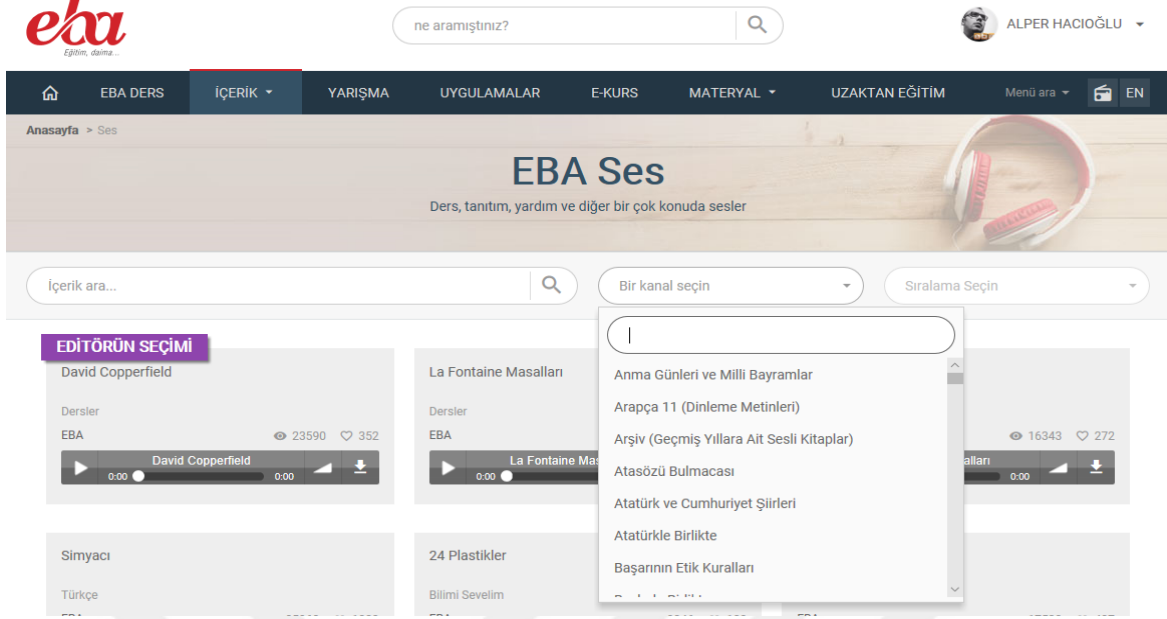 eba
Eğitim, daima...
ne aramıştınız?
ALPER HACIOĞLU
EBA DERS İÇERİK YARIŞMA UYGULAMALAR E-KURS MATERYAL UZAKTAN EĞİTİM Menü ara EN
Anasayfa > Ses
EBA Ses
Ders, tanıtım, yardım ve diğer bir çok konuda sesler
İçerik ara... Bir kanal seçin Sıralama Seçin
EDİTÖRÜN SEÇİMİ
David Copperfield
Dersler
EBA 23590 352
David Copperfield
0:00 0:00
La Fontaine Masalları
Dersler
EBA
La Fontaine
0:00
Anma Günleri ve Milli Bayramlar
Arapça 11 (Dinleme Metinleri)
Arşiv (Geçmiş Yıllara Ait Sesli Kitaplar)
Atasözü Bulmacası
Atatürk ve Cumhuriyet Şiirleri
Atatürkle Birlikte
Başarının Etik Kuralları
16343 272
0:00
Simyacı
Türkçe
24 Plastikler
Bilimi Sevelim